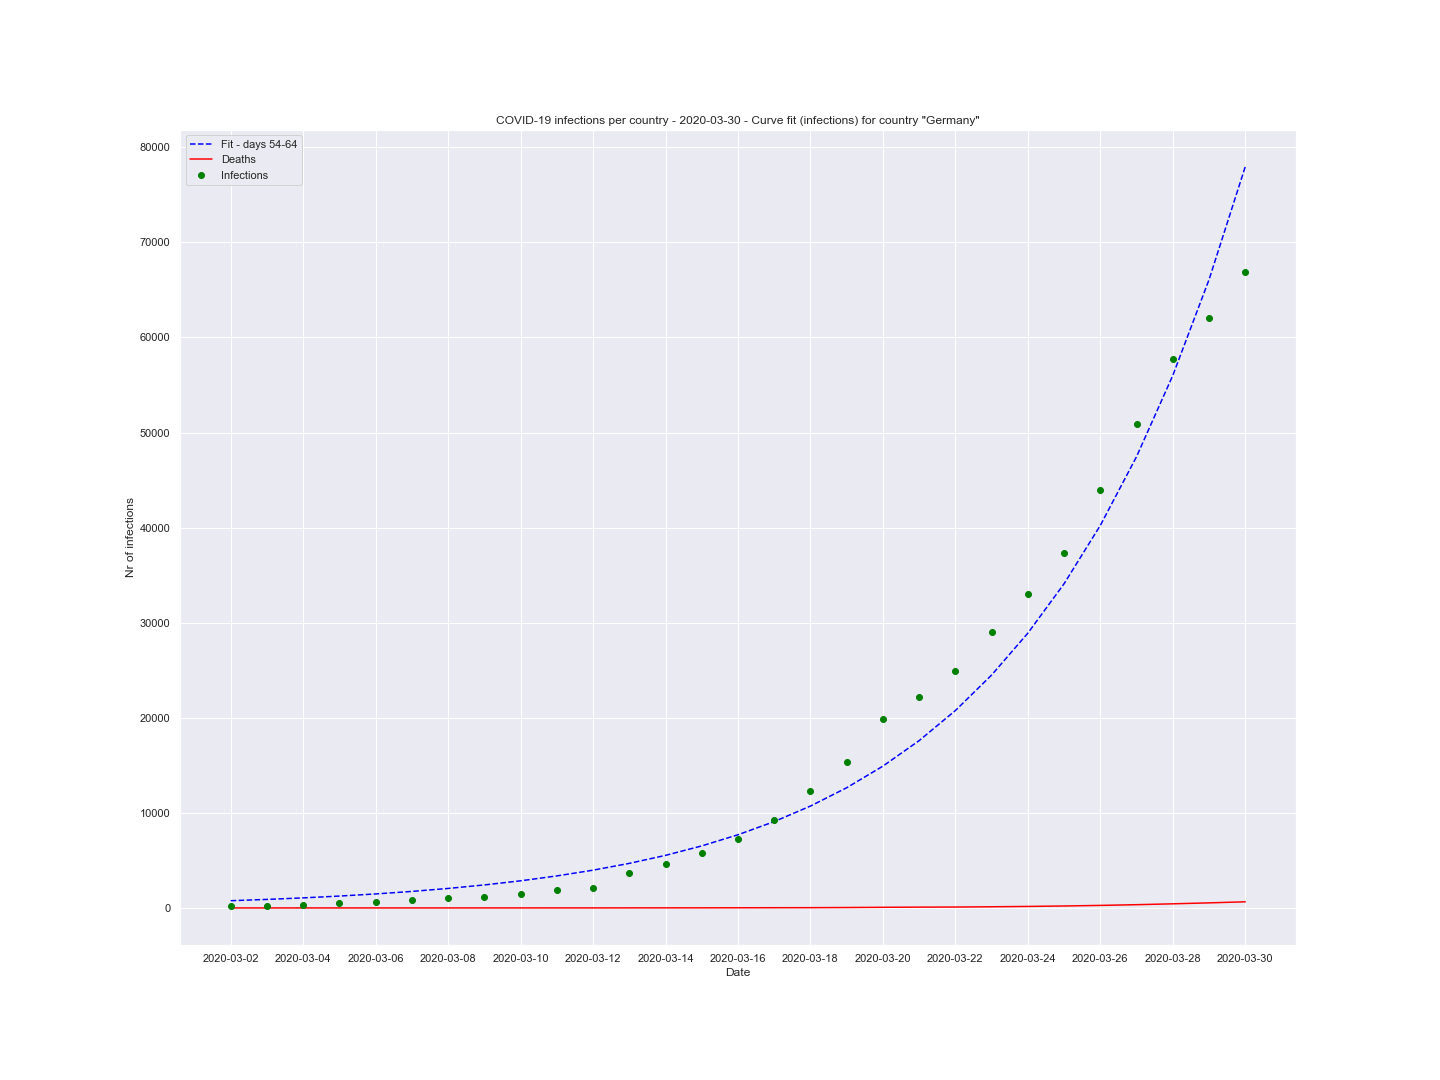 COVID-19 infections per country - 2020-03-30 - Curve fit (infections) for country "Germany"
Fit - days 54-64
Deaths
Infections
80000
70000
60000
50000
40000
30000
20000
10000
0
Nr of infections
2020-03-02 2020-03-04 2020-03-06 2020-03-08 2020-03-10 2020-03-12 2020-03-14 2020-03-16 2020-03-18 2020-03-20 2020-03-22 2020-03-24 2020-03-26 2020-03-28 2020-03-30
Date